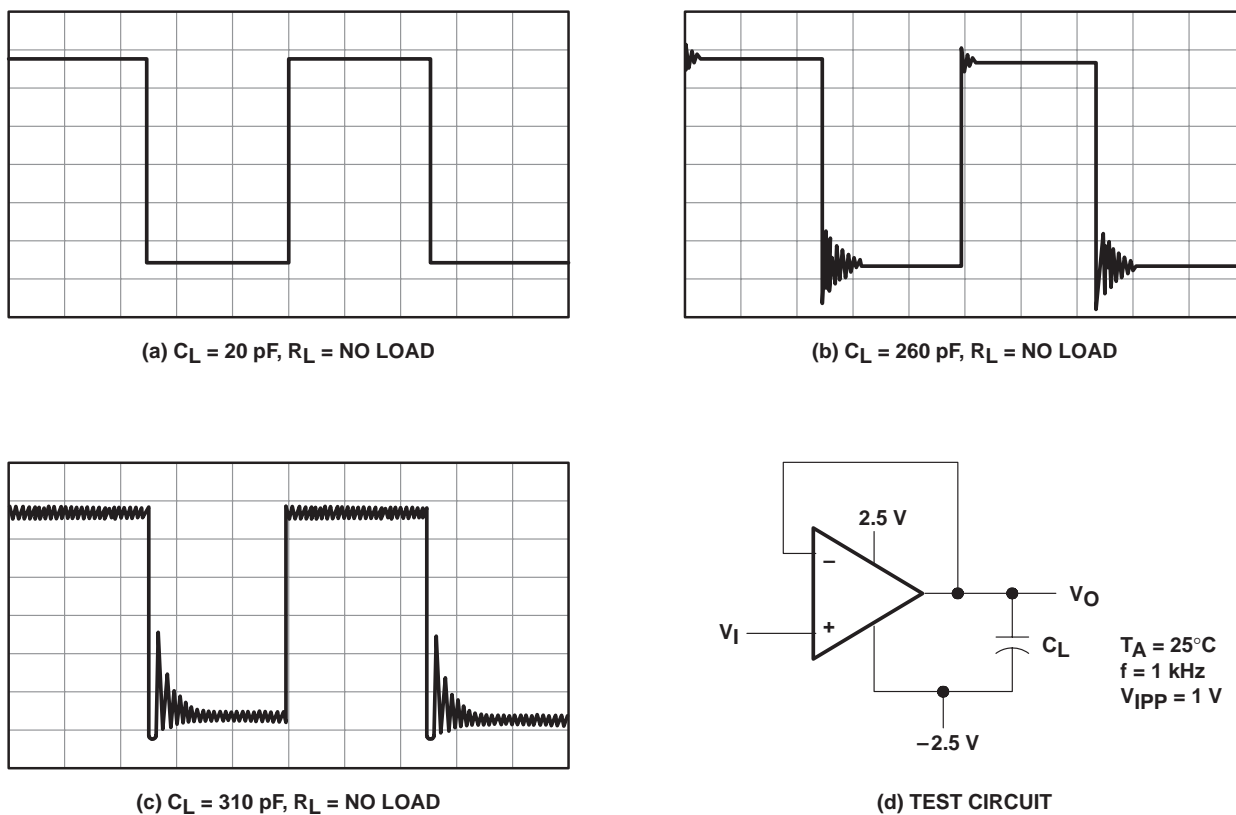 (a) CL = 20 pF, RL = NO LOAD
(b) CL = 260 pF, RL = NO LOAD
(c) CL = 310 pF, RL = NO LOAD
2.5 V
−
+
VI
VO
CL
−2.5 V
TA = 25°C
f = 1 kHz
VIPP = 1 V
(d) TEST CIRCUIT